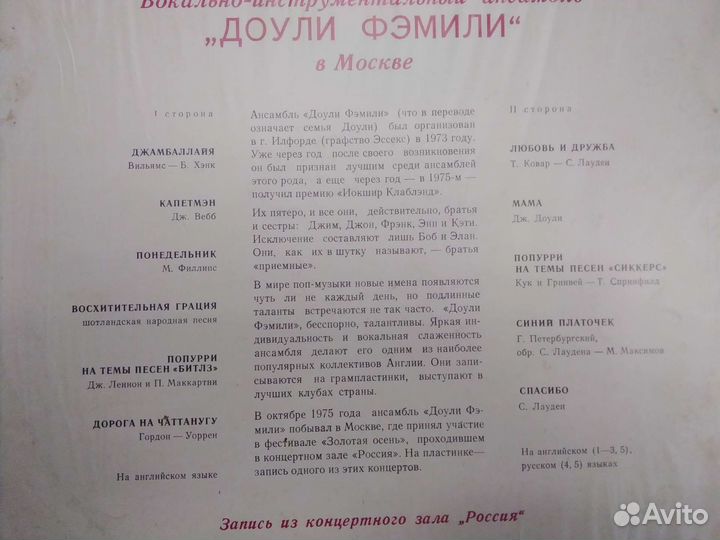 Вокально-инструментальный ансамбль
„ДОУЛИ ФЭМИЛИ“
в Москве
I сторона
ДЖАМБАЛЛАЙЯ
Вильямс — Б. Хэнк
КАПЕТМЭН
Дж. Вебб
ПОНЕДЕЛЬНИК
М. Филлипс
ВОСХИТИТЕЛЬНАЯ ГРАЦИЯ
шотландская народная песня
ПОПУРРИ
НА ТЕМЫ ПЕСЕН «БИТЛЗ»
Дж. Леннон и П. Маккартни
ДОРОГА НА ЧАТТАНУГУ
Гордон — Уоррен
На английском языке
Ансамбль «Доули Фэмили» (что в переводе
означает семья Доули) был организован
в г. Илфорде (графство Эссекс) в 1973 году.
Уже через год после своего возникновения
он был признан лучшим среди ансамблей
этого рода, а еще через год — в 1975-м —
получил премию «Йокшир Клаблэнд».
Их пятеро, и все они, действительно, братья
и сестры: Джим, Джон, Фрэнк, Энн и Кэти.
Исключение составляют лишь Боб и Элан.
Они, как их в шутку называют, — братья
«приемные».
В мире поп-музыки новые имена появляются
чуть ли не каждый день, но подлинные
таланты встречаются не так часто. «Доули
Фэмили», бесспорно, талантливы. Яркая ин-
дивидуальность и вокальная слаженность
ансамбля делают его одним из наиболее
популярных коллективов Англии. Они запи-
сываются на грампластинки, выступают в
лучших клубах страны.
В октябре 1975 года ансамбль «Доули Фэ-
мили» побывал в Москве, где принял участие
в фестивале «Золотая осень», проходившем
в концертном зале «Россия». На пластинке—
запись одного из этих концертов.
II сторона
ЛЮБОВЬ И ДРУЖБА
Т. Ковар — С. Лауден
МАМА
Дж. Доули
ПОПУРРИ
НА ТЕМЫ ПЕСЕН «СИККЕРС»
Кук и Гринвей — Т. Спрингфилд
СИНИЙ ПЛАТОЧЕК
Г. Петербургский,
обр. С. Лаудена — М. Максимов
СПАСИБО
С. Лауден
На английском (1—3, 5),
русском (4, 5) языках
Запись из концертного зала „Россия“
Avito